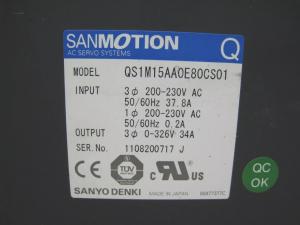 SANMOTION
AC SERVO SYSTEMS
Q
MODEL QS1M15AA0E80CS01
INPUT 3ϕ 200-230V AC
50/60Hz 37.8A
1ϕ 200-230V AC
50/60Hz 0.2A
OUTPUT 3ϕ 0-326V 34A
SER.No. 1108200717 J
TÜV
C UL US
QC
OK
SANYO DENKI MADE IN JAPAN